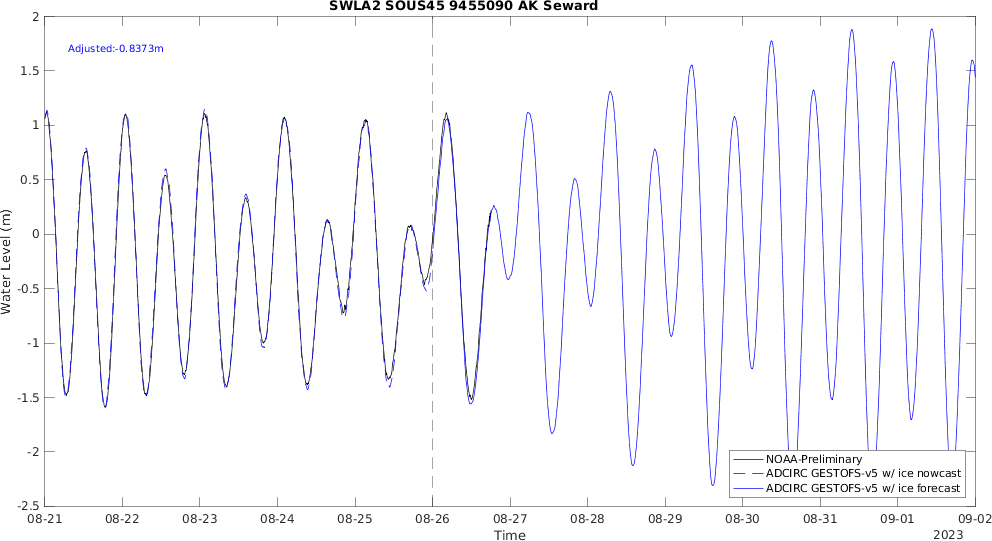 SWLA2 SOUS45 9455090 AK Seward
Adjusted:-0.8373m
Water Level (m)
2
1.5
1
0.5
0
-0.5
-1
-1.5
-2
-2.5
NOAA-Preliminary
ADCIRC GESTOFS-v5 w/ ice nowcast
ADCIRC GESTOFS-v5 w/ ice forecast
08-21 08-22 08-23 08-24 08-25 08-26 08-27 08-28 08-29 08-30 08-31 09-01 09-02
Time
2023